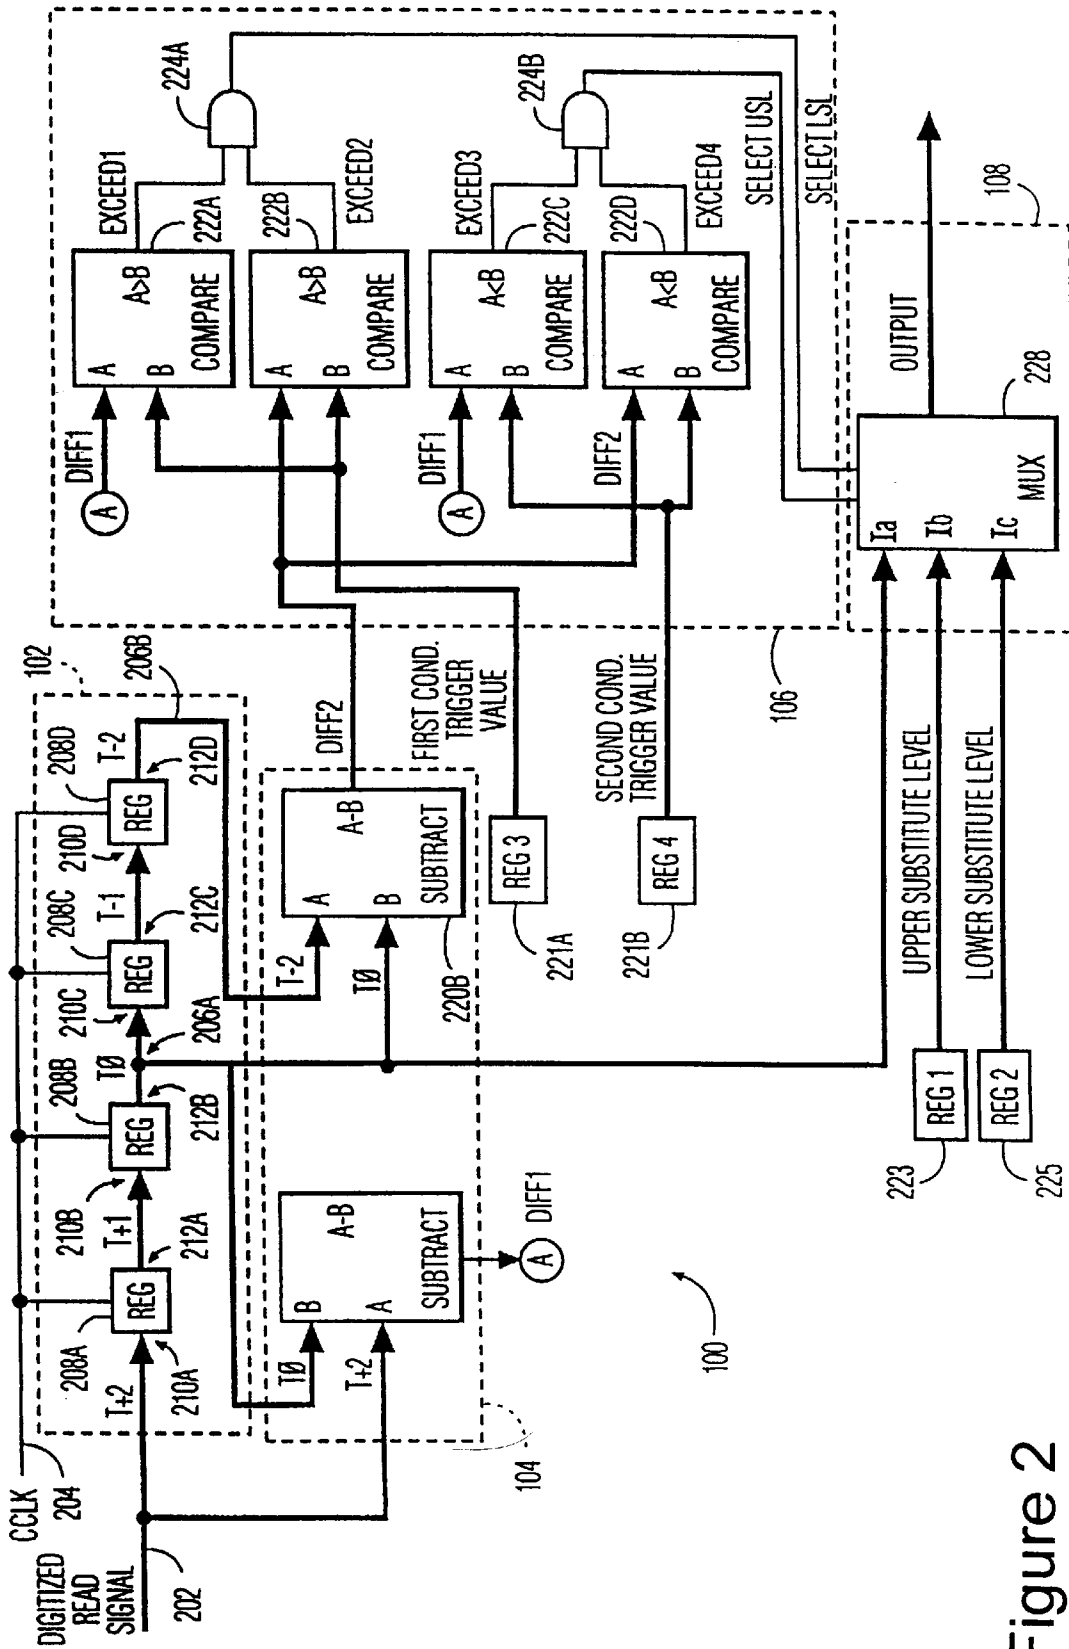 DIGITIZED
READ
SIGNAL
202
CCLK
204
T+2
210A
208A
REG
212A
T+1
210B
208B
REG
212B
TØ
206A
210C
208C
REG
212C
T-1
210D
208D
REG
212D
T-2
102
206B
TØ
T+2
B
A
A-B
SUBTRACT
A
DIFF1
104
T-2
TØ
A
B
A-B
SUBTRACT
220B
DIFF2
REG 3
221A
FIRST COND.
TRIGGER
VALUE
REG 4
221B
SECOND COND.
TRIGGER VALUE
106
A
DIFF1
A
B
A>B
COMPARE
222A
EXCEED1
A
B
A>B
COMPARE
222B
EXCEED2
224A
A
DIFF1
A
B
A<B
COMPARE
222C
EXCEED3
DIFF2
A
B
A<B
COMPARE
222D
EXCEED4
224B
SELECT USL
SELECT LSL
REG 1
223
UPPER SUBSTITUTE LEVEL
REG 2
225
LOWER SUBSTITUTE LEVEL
Ia
Ib
Ic
MUX
228
OUTPUT
108
100
Figure 2